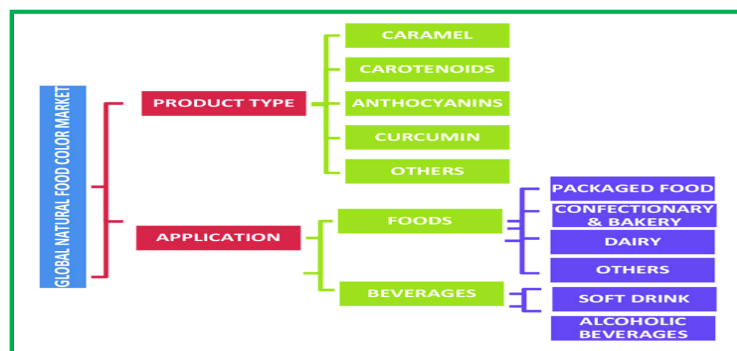 GLOBAL NATURAL FOOD COLOR MARKET
PRODUCT TYPE
CARAMEL
CAROTENOIDS
ANTHOCYANINS
CURCUMIN
OTHERS
APPLICATION
FOODS
PACKAGED FOOD
CONFECTIONARY
& BAKERY
DAIRY
OTHERS
BEVERAGES
SOFT DRINK
ALCOHOLIC
BEVERAGES